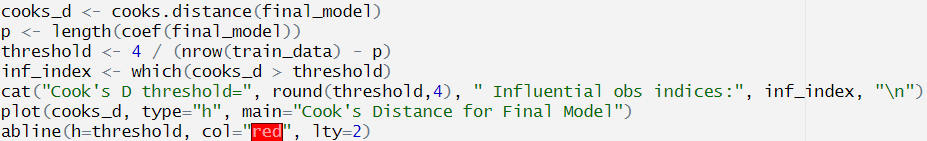 cooks_d <- cooks.distance(final_model)
p <- length(coef(final_model))
threshold <- 4 / (nrow(train_data) - p)
inf_index <- which(cooks_d > threshold)
cat("Cook's D threshold=", round(threshold,4), " Influential obs indices:", inf_index, "\n")
plot(cooks_d, type="h", main="Cook's Distance for Final Model")
abline(h=threshold, col="red", lty=2)